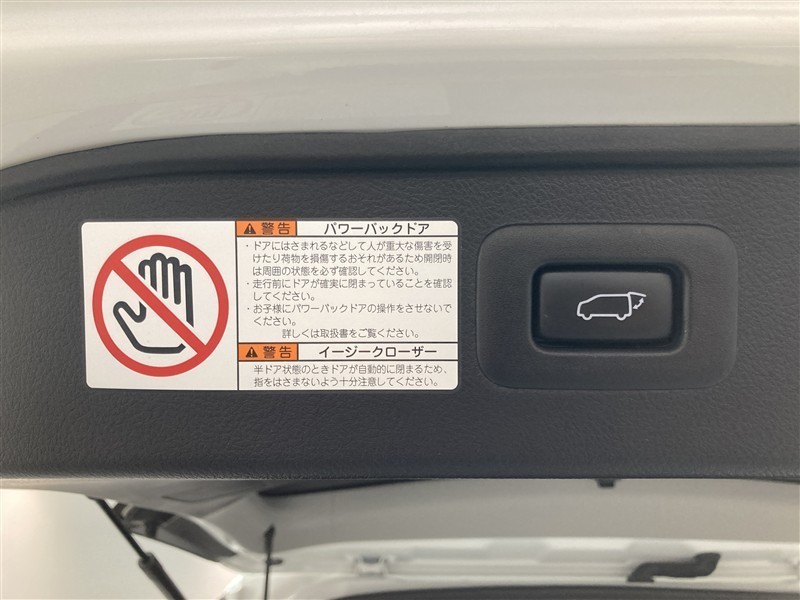 警告 パワーバックドア
・ドアにはさまれるなどして人が重大な傷害を受
けたり荷物を損傷するおそれがあるため開閉時
は周囲の状態を必ず確認してください。
・走行前にドアが確実に閉まっていることを確認
してください。
・お子様にパワーバックドアの操作をさせないで
ください。
詳しくは取扱書をご覧ください。
警告 イージークローザー
半ドア状態のときドアが自動的に閉まるため、
指をはさまないよう十分注意してください。